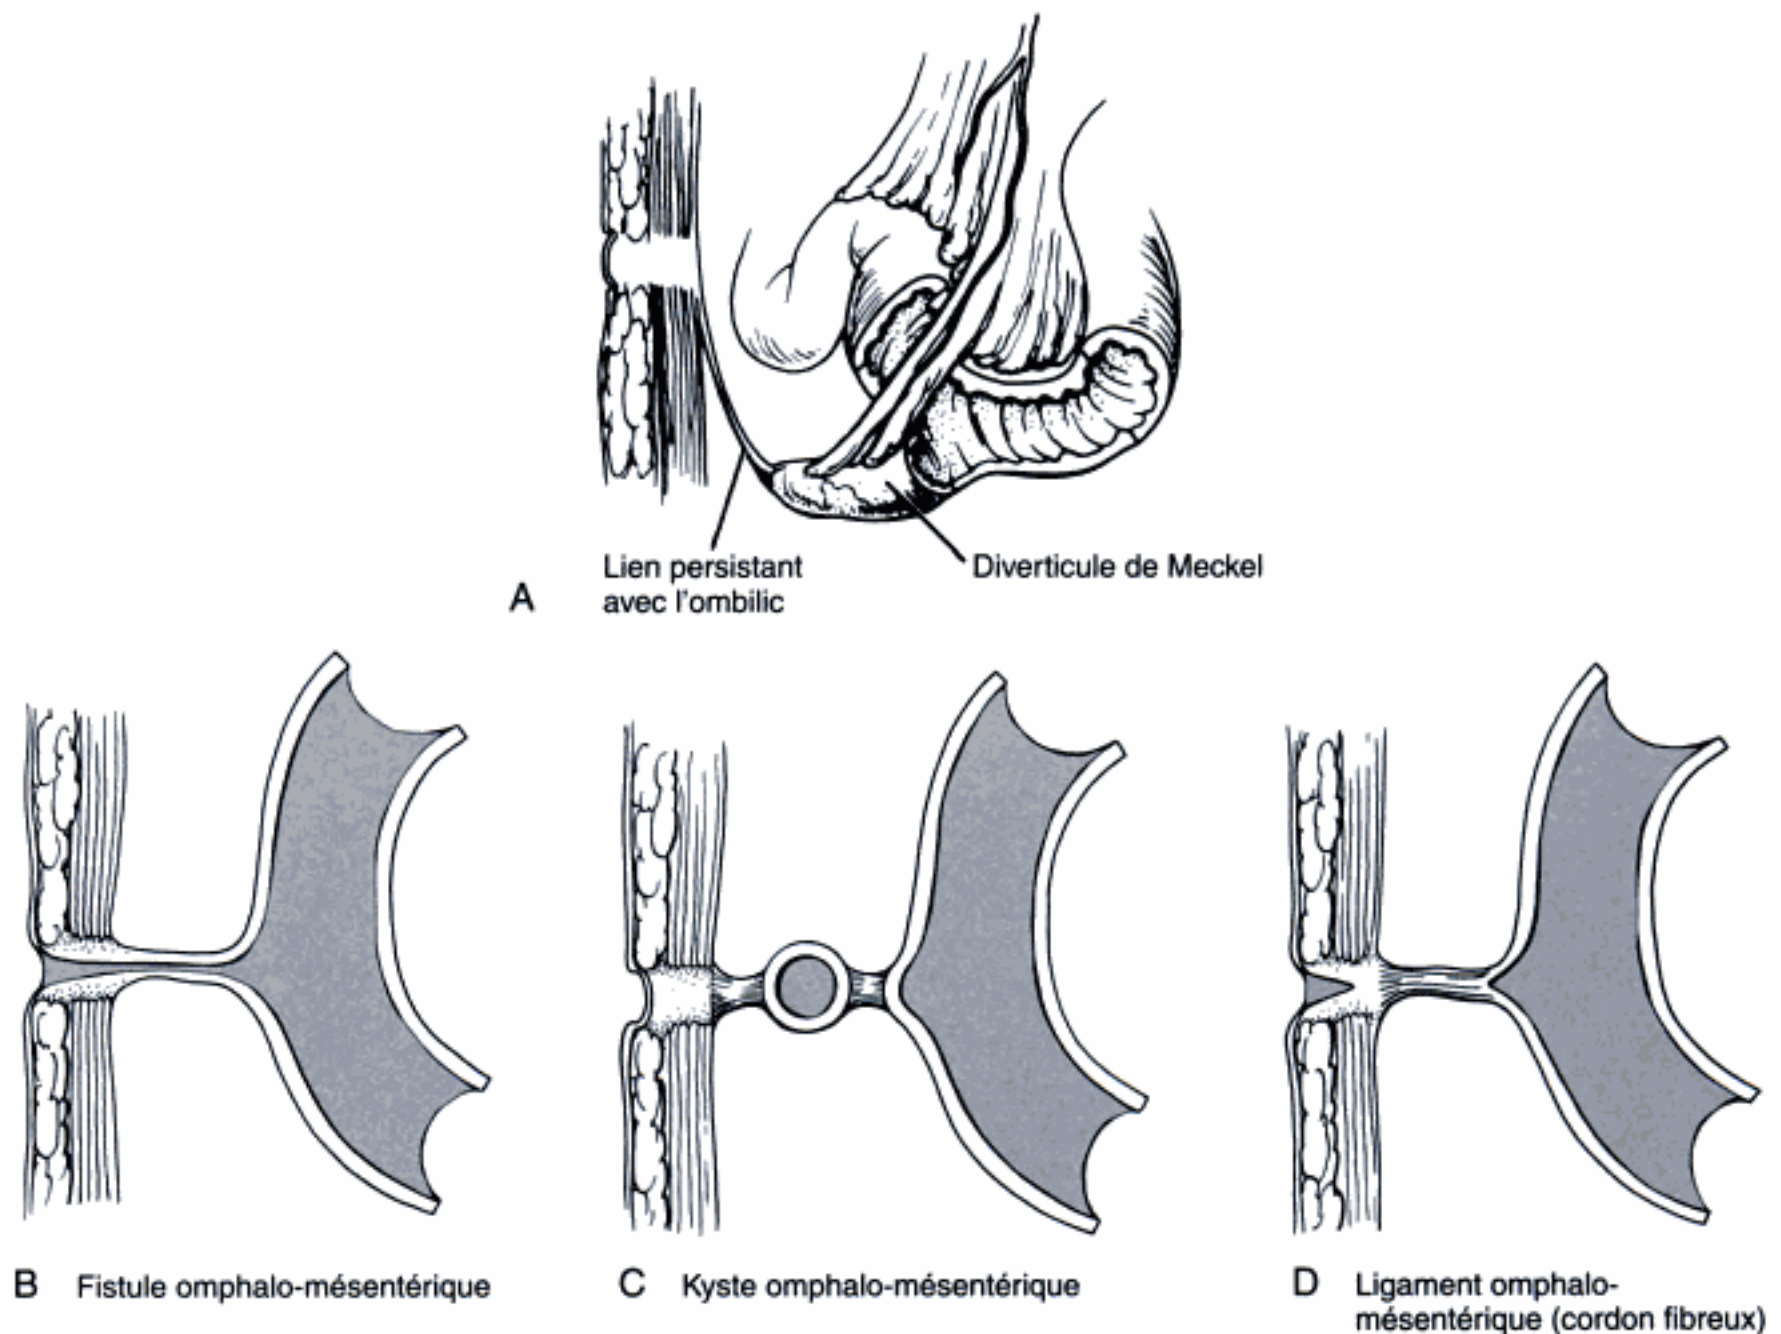 Lien persistant
avec l'ombilic
Diverticule de Meckel
A
B Fistule omphalo-mésentérique
C Kyste omphalo-mésentérique
D Ligament omphalo-
mésentérique (cordon fibreux)